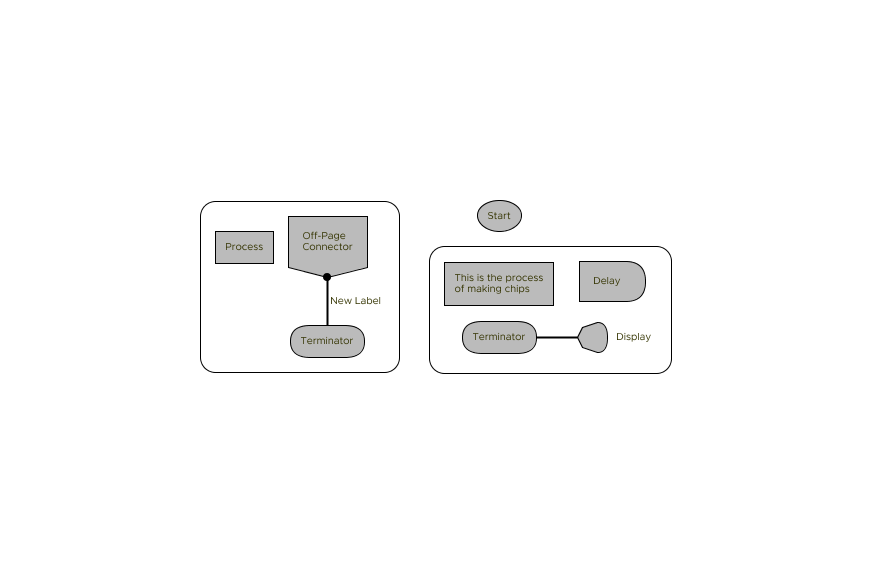 Process
Off-Page
Connector
New Label
Terminator
Start
This is the process
of making chips
Delay
Terminator
Display